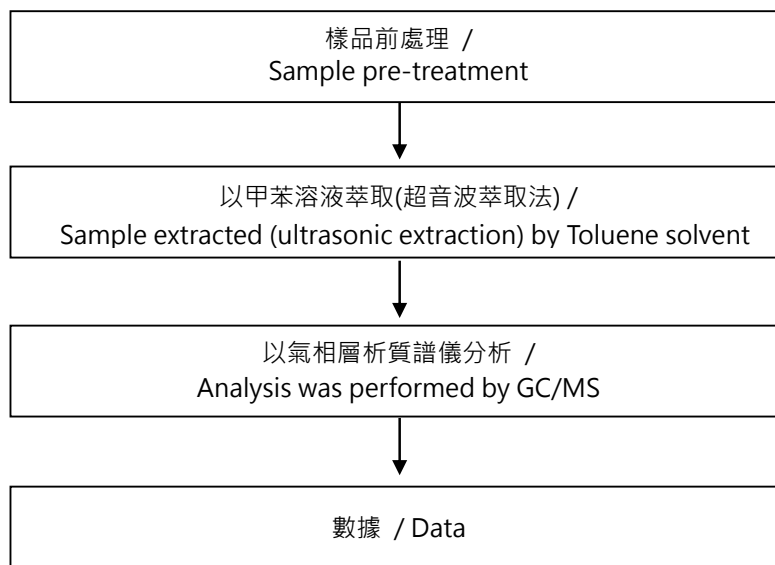 樣品前處理 /
Sample pre-treatment
以甲苯溶液萃取(超音波萃取法) /
Sample extracted (ultrasonic extraction) by Toluene solvent
以氣相層析質譜儀分析 /
Analysis was performed by GC/MS
數據 / Data